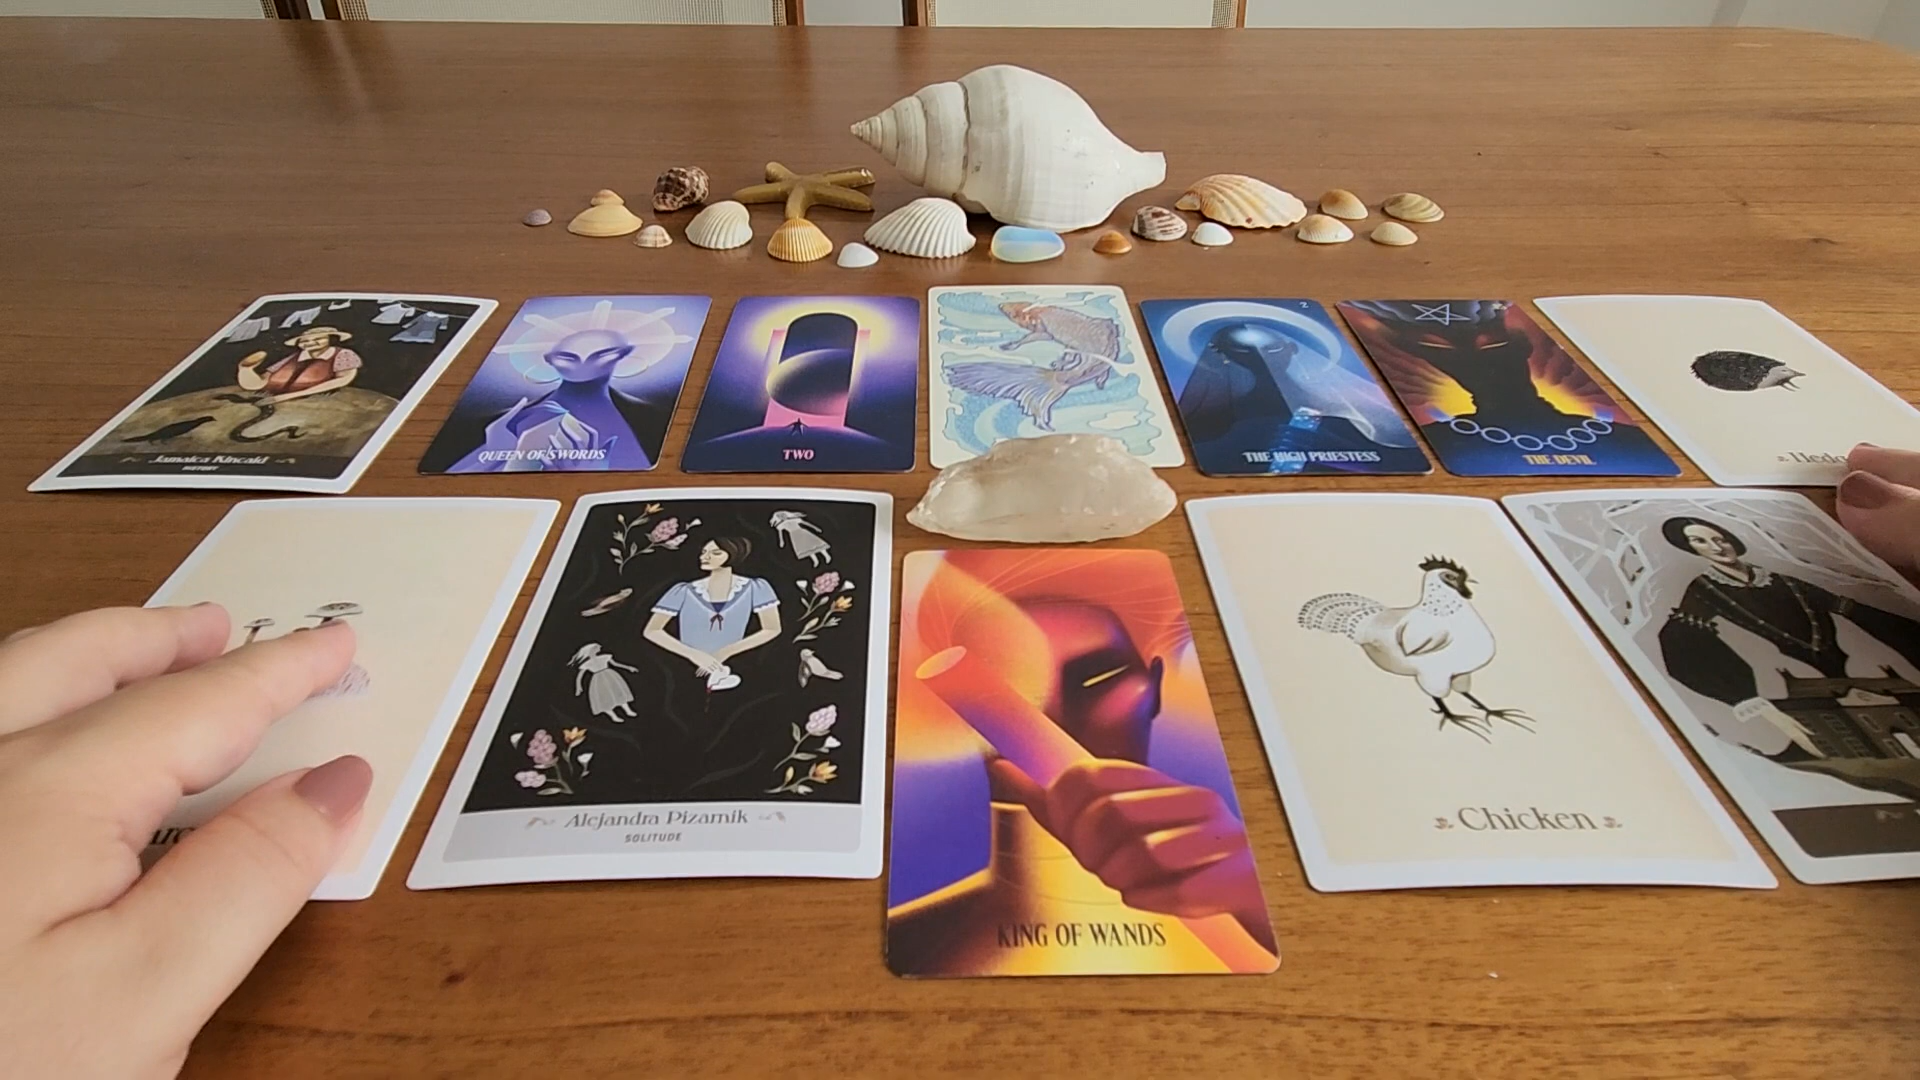 Jamaica Kincaid
HISTORY
QUEEN OF SWORDS
TWO
2
THE HIGH PRIESTESS
THE DEVIL
Alejandra Pizarnik
SOLITUDE
KING OF WANDS
Chicken